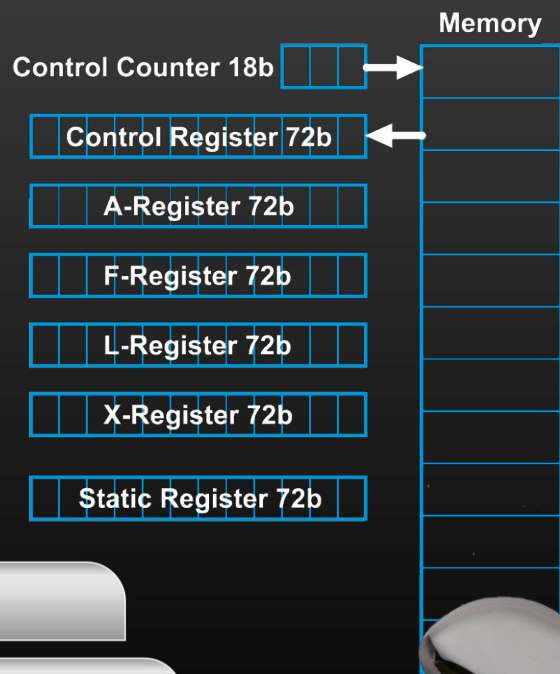 Memory
Control Counter 18b
Control Register 72b
A-Register 72b
F-Register 72b
L-Register 72b
X-Register 72b
Static Register 72b